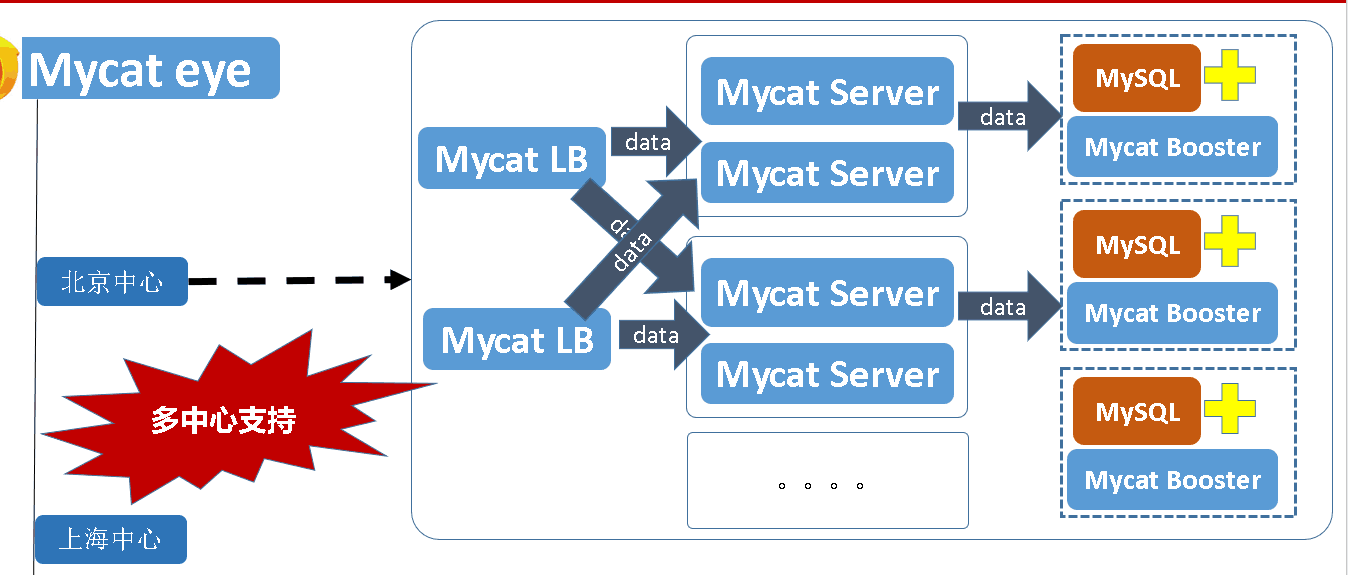 Mycat eye
北京中心
多中心支持
上海中心
Mycat LB
Mycat LB
data
data
data
data
Mycat Server
Mycat Server
Mycat Server
Mycat Server
。。。。
data
data
MySQL
Mycat Booster
MySQL
Mycat Booster
MySQL
Mycat Booster